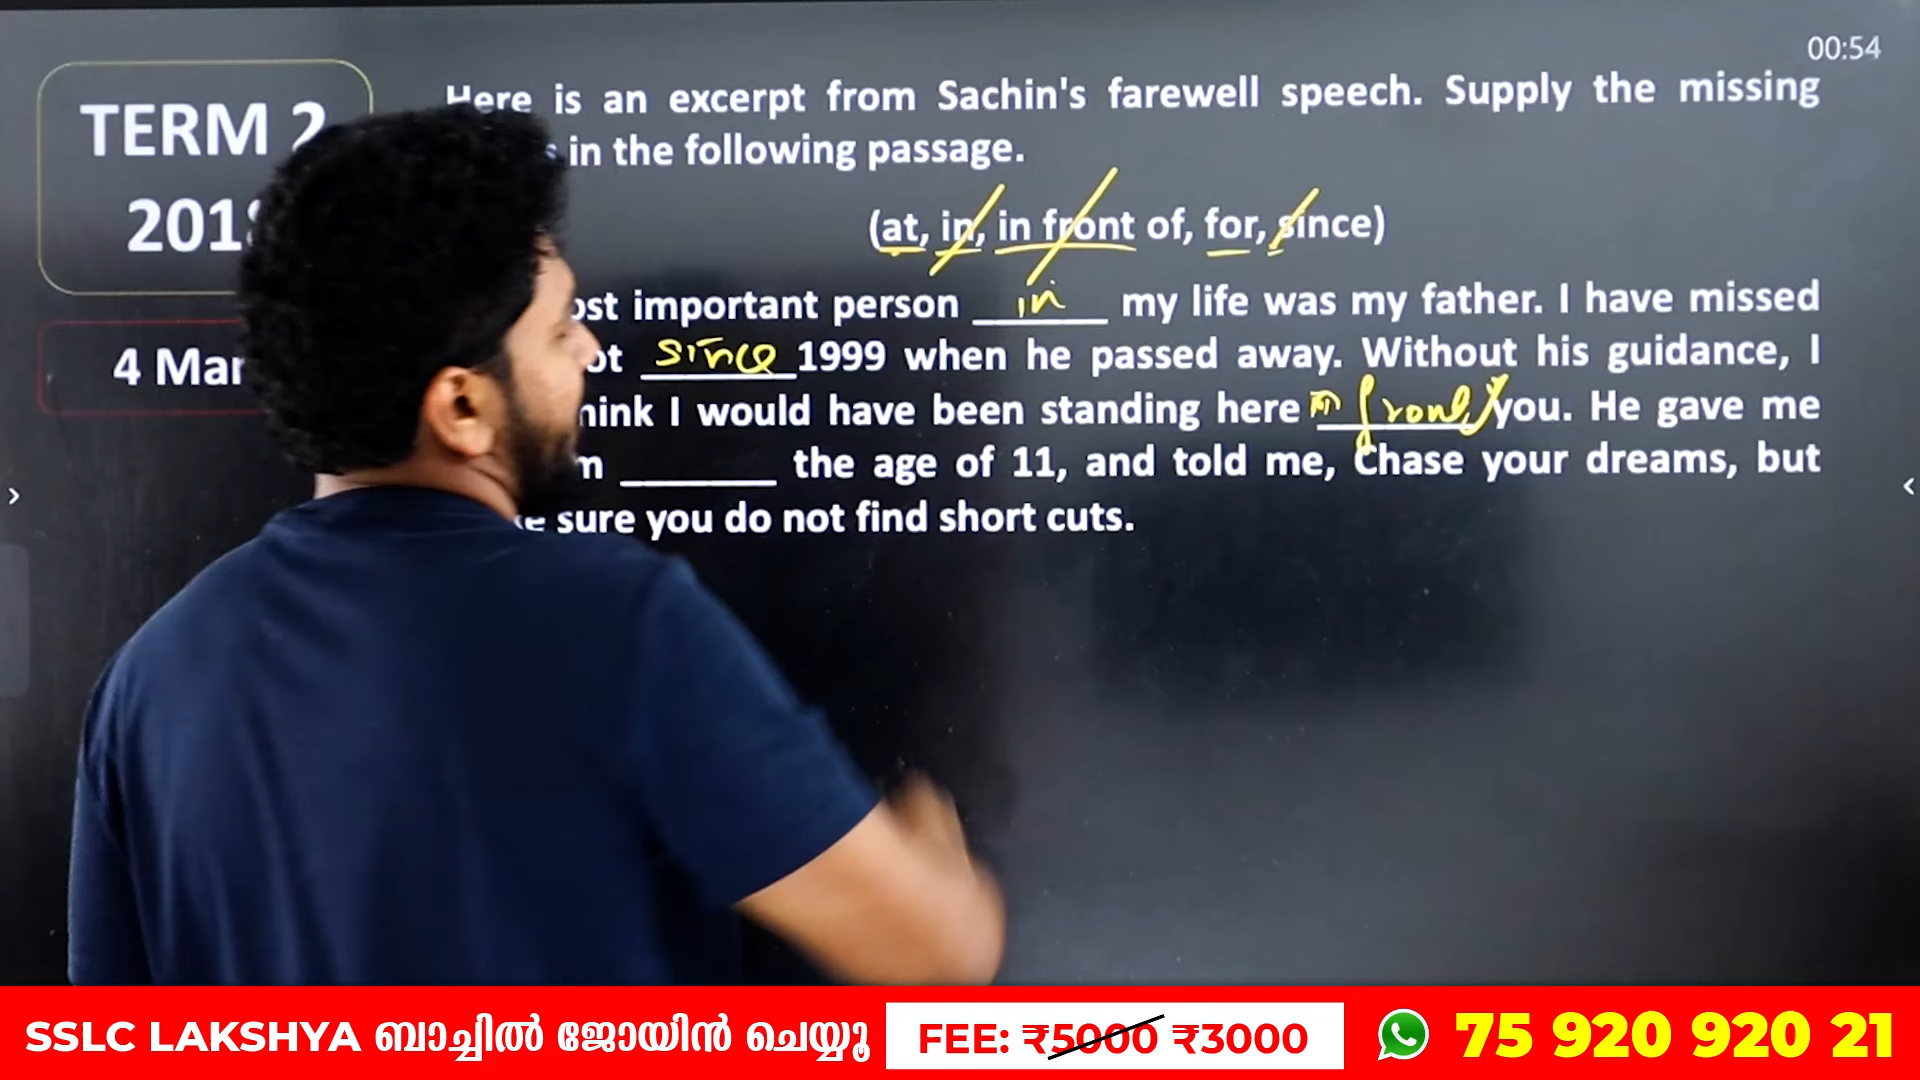 00:54
TERM 2
Here is an excerpt from Sachin's farewell speech. Supply the missing
in the following passage.
2018
(at, in, in front of, for, since)
important person in my life was my father. I have missed
4 Mar
since 1999 when he passed away. Without his guidance, I
I would have been standing here in front of you. He gave me
the age of 11, and told me, Chase your dreams, but
sure you do not find short cuts.
SSLC LAKSHYA ബാച്ചിൽ ജോയിൻ ചെയ്യൂ
FEE: ₹5000 ₹3000
75 920 920 21